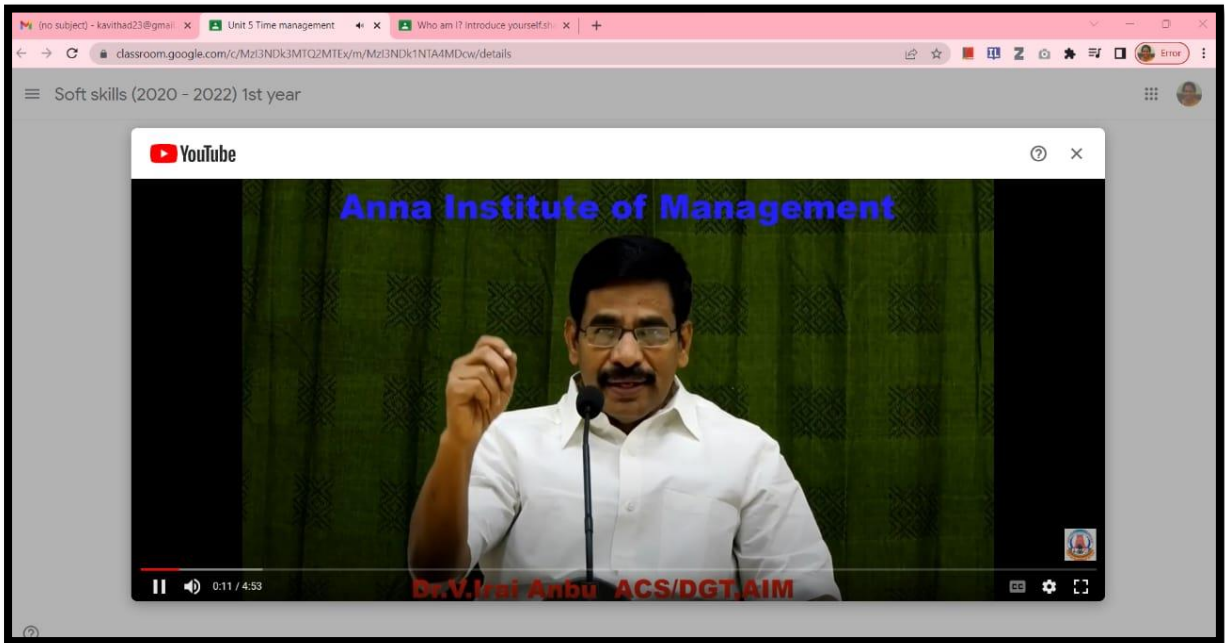 (no subject) - kavithad23@gmail
Unit 5 Time management
Who am I? Introduce yourself.sh
classroom.google.com/c/MzI3NDk3MTQ2MTEx/m/MzI3NDk1NTA4MDcw/details
Error
Soft skills (2020 - 2022) 1st year
YouTube
Anna Institute of Management
0:11 / 4:53
CC
Dr.V.Irai Anbu ACS/DGT,AIM